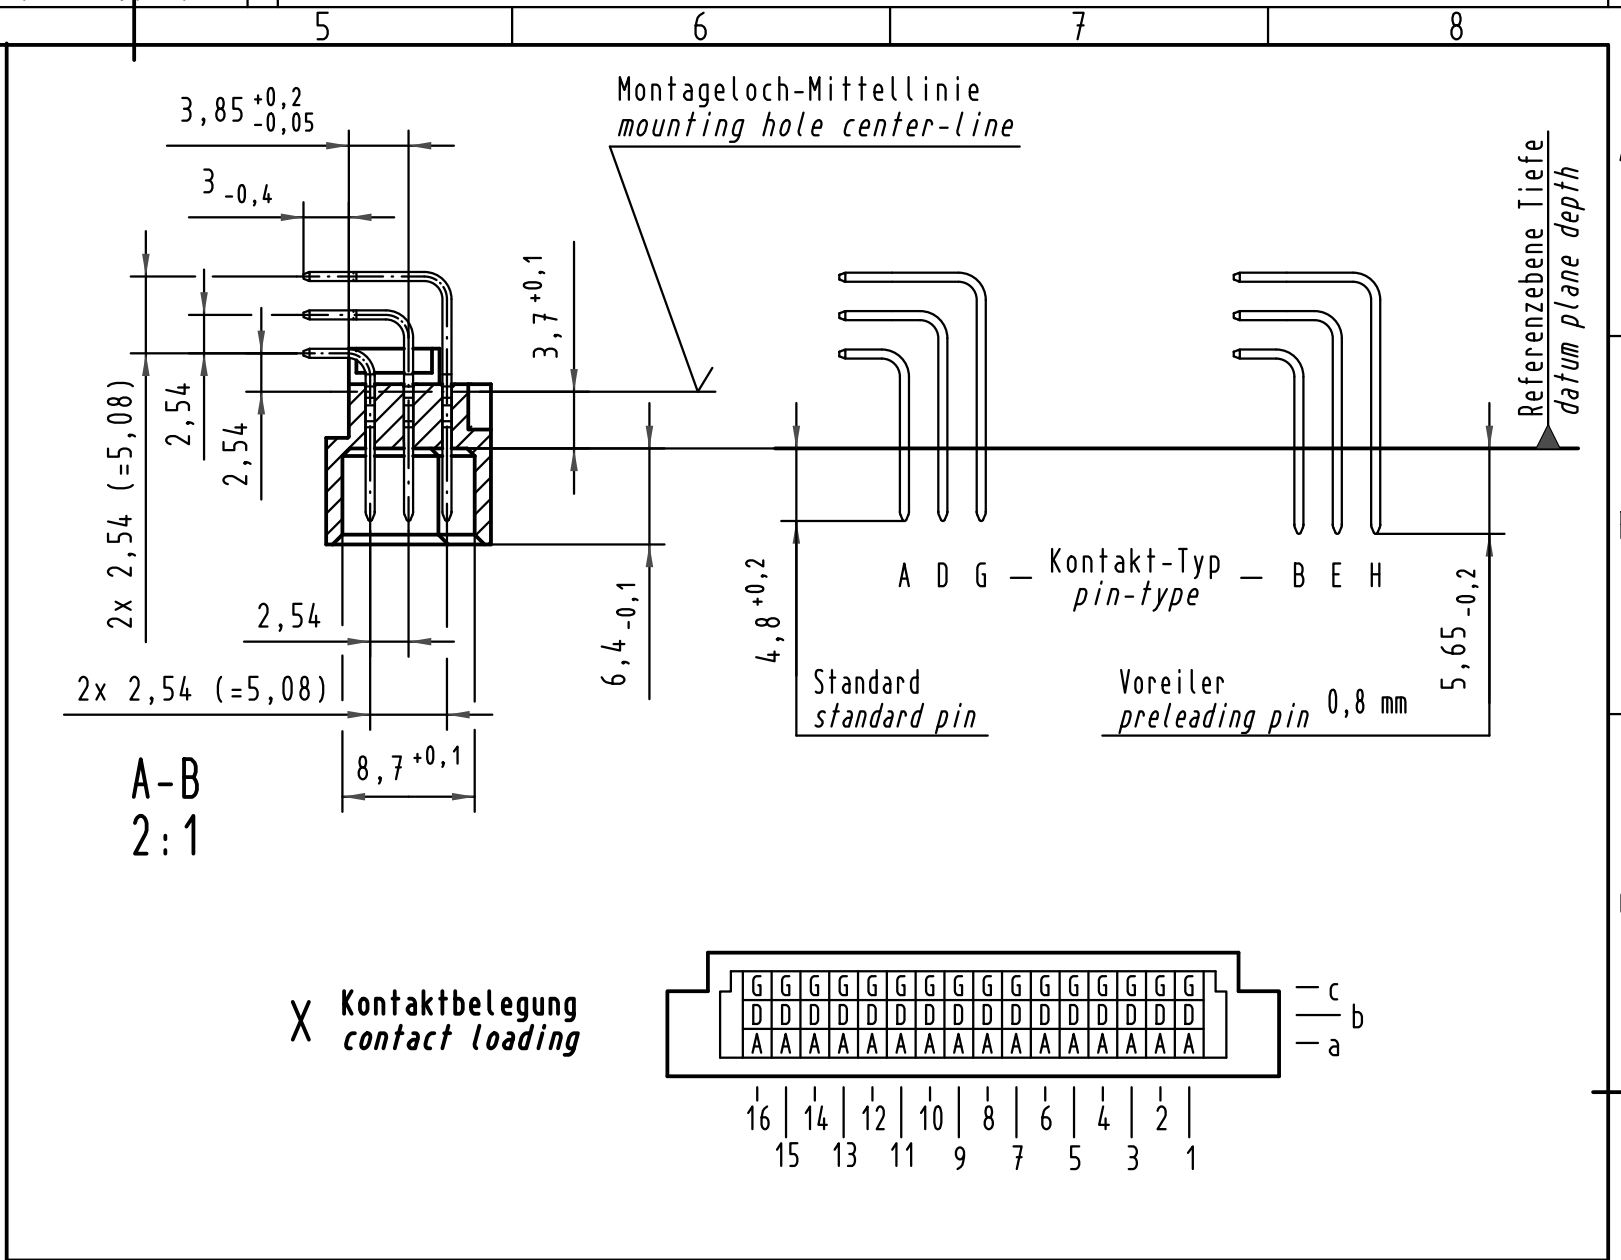 5 6 7 8
3,85 +0,2 -0,05
3 -0,4
Montageloch-Mittellinie
mounting hole center-line
3,7 +0,1
Referenzebene Tiefe
datum plane depth
2x 2,54 (=5,08)
2,54
2,54
6,4 -0,1
2,54
2x 2,54 (=5,08)
8,7 +0,1
A-B
2:1
A D G — Kontakt-Typ — B E H
pin-type
4,8 +0,2
5,65 -0,2
Standard
standard pin
Voreiler
preleading pin 0,8 mm
X Kontaktbelegung
contact loading
G G G G G G G G G G G G G G G G c
D D D D D D D D D D D D D D D D b
A A A A A A A A A A A A A A A A a
16 14 12 10 8 6 4 2
15 13 11 9 7 5 3 1